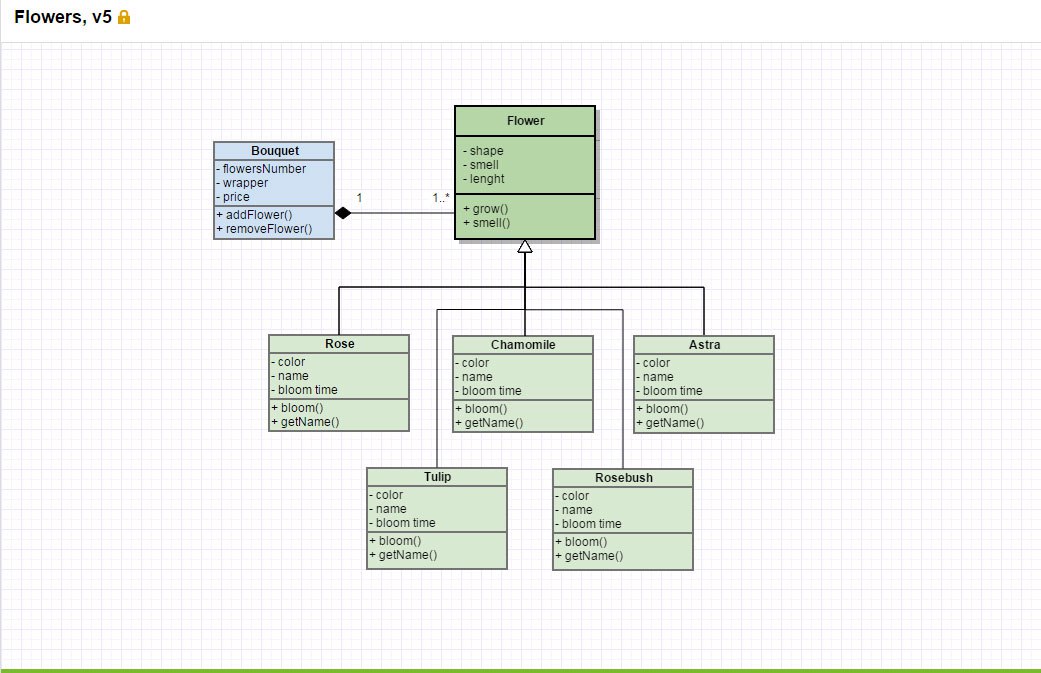 Flowers, v5
Flower
- shape
- smell
- lenght
+ grow()
+ smell()
Bouquet
- flowersNumber
- wrapper
- price
+ addFlower()
+ removeFlower()
1
1..*
Rose
- color
- name
- bloom time
+ bloom()
+ getName()
Chamomile
- color
- name
- bloom time
+ bloom()
+ getName()
Astra
- color
- name
- bloom time
+ bloom()
+ getName()
Tulip
- color
- name
- bloom time
+ bloom()
+ getName()
Rosebush
- color
- name
- bloom time
+ bloom()
+ getName()